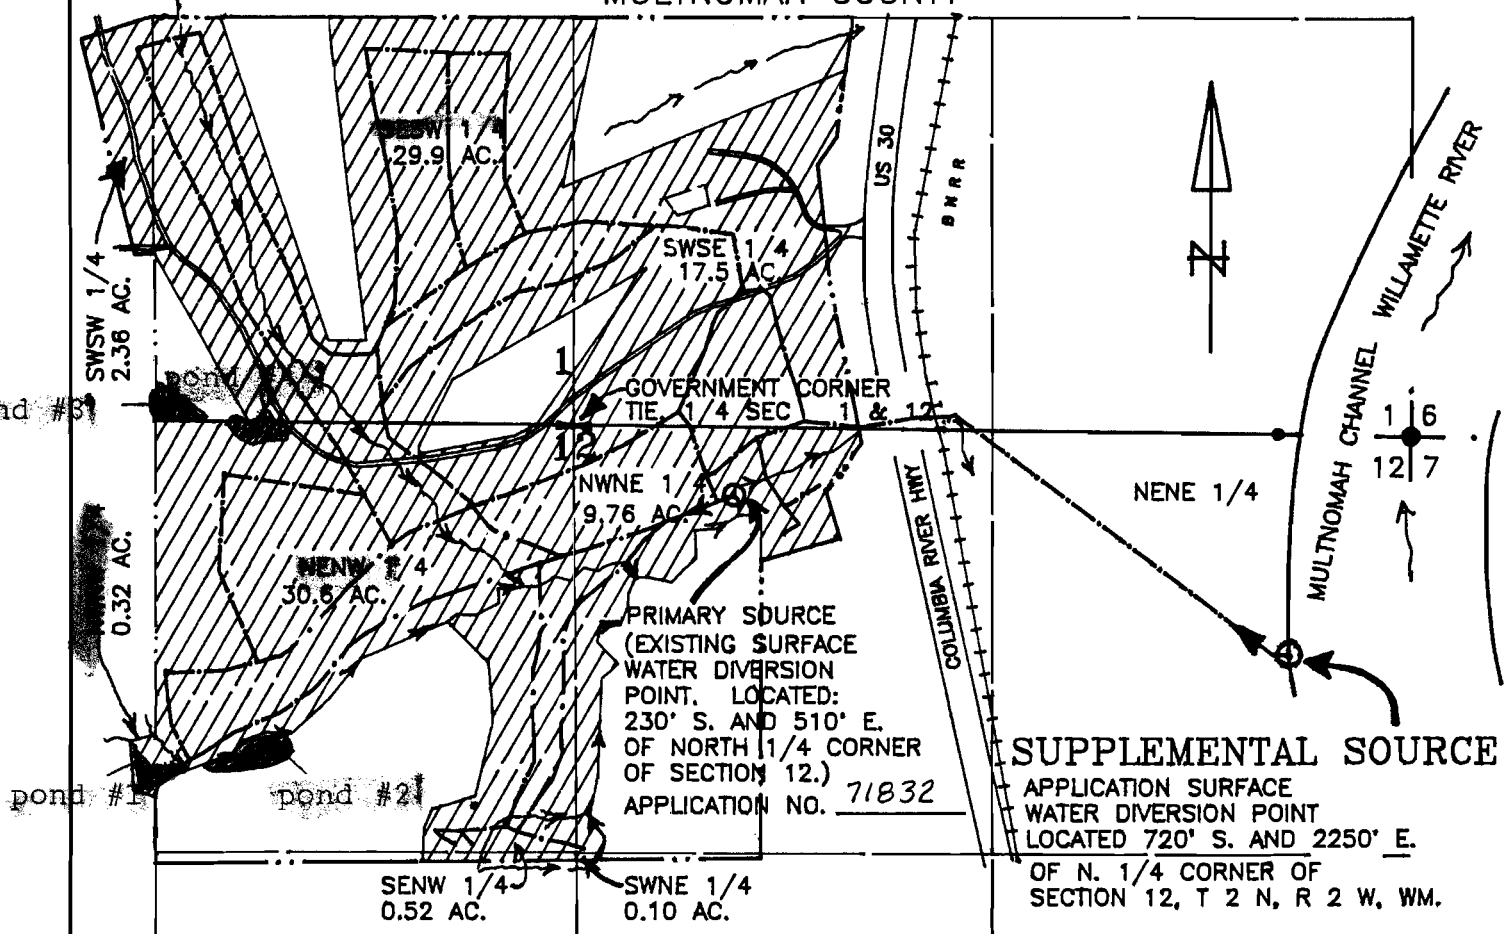 MULTNOMAH COUNTY
SESW 1/4
29.9 AC.
US 30
BNRR
N
MULTNOMAH CHANNEL WILLAMETTE RIVER
SWSE 1/4
17.5 AC.
SWSW 1/4
2.36 AC.
pond
nd #3
1
GOVERNMENT CORNER
TIE, 1/4 SEC 1 & 12
12
1 6
12 7
NWNE 1/4
9.76 AC.
NENE 1/4
COLUMBIA RIVER HWY
0.32 AC.
NENW 1/4
30.6 AC.
PRIMARY SOURCE
(EXISTING SURFACE
WATER DIVERSION
POINT. LOCATED:
230' S. AND 510' E.
OF NORTH 1/4 CORNER
OF SECTION 12.)
APPLICATION NO. 71832
pond #1
pond #2
SUPPLEMENTAL SOURCE
APPLICATION SURFACE
WATER DIVERSION POINT
LOCATED 720' S. AND 2250' E.
OF N. 1/4 CORNER OF
SECTION 12, T 2 N, R 2 W, WM.
SENW 1/4
0.52 AC.
SWNE 1/4
0.10 AC.